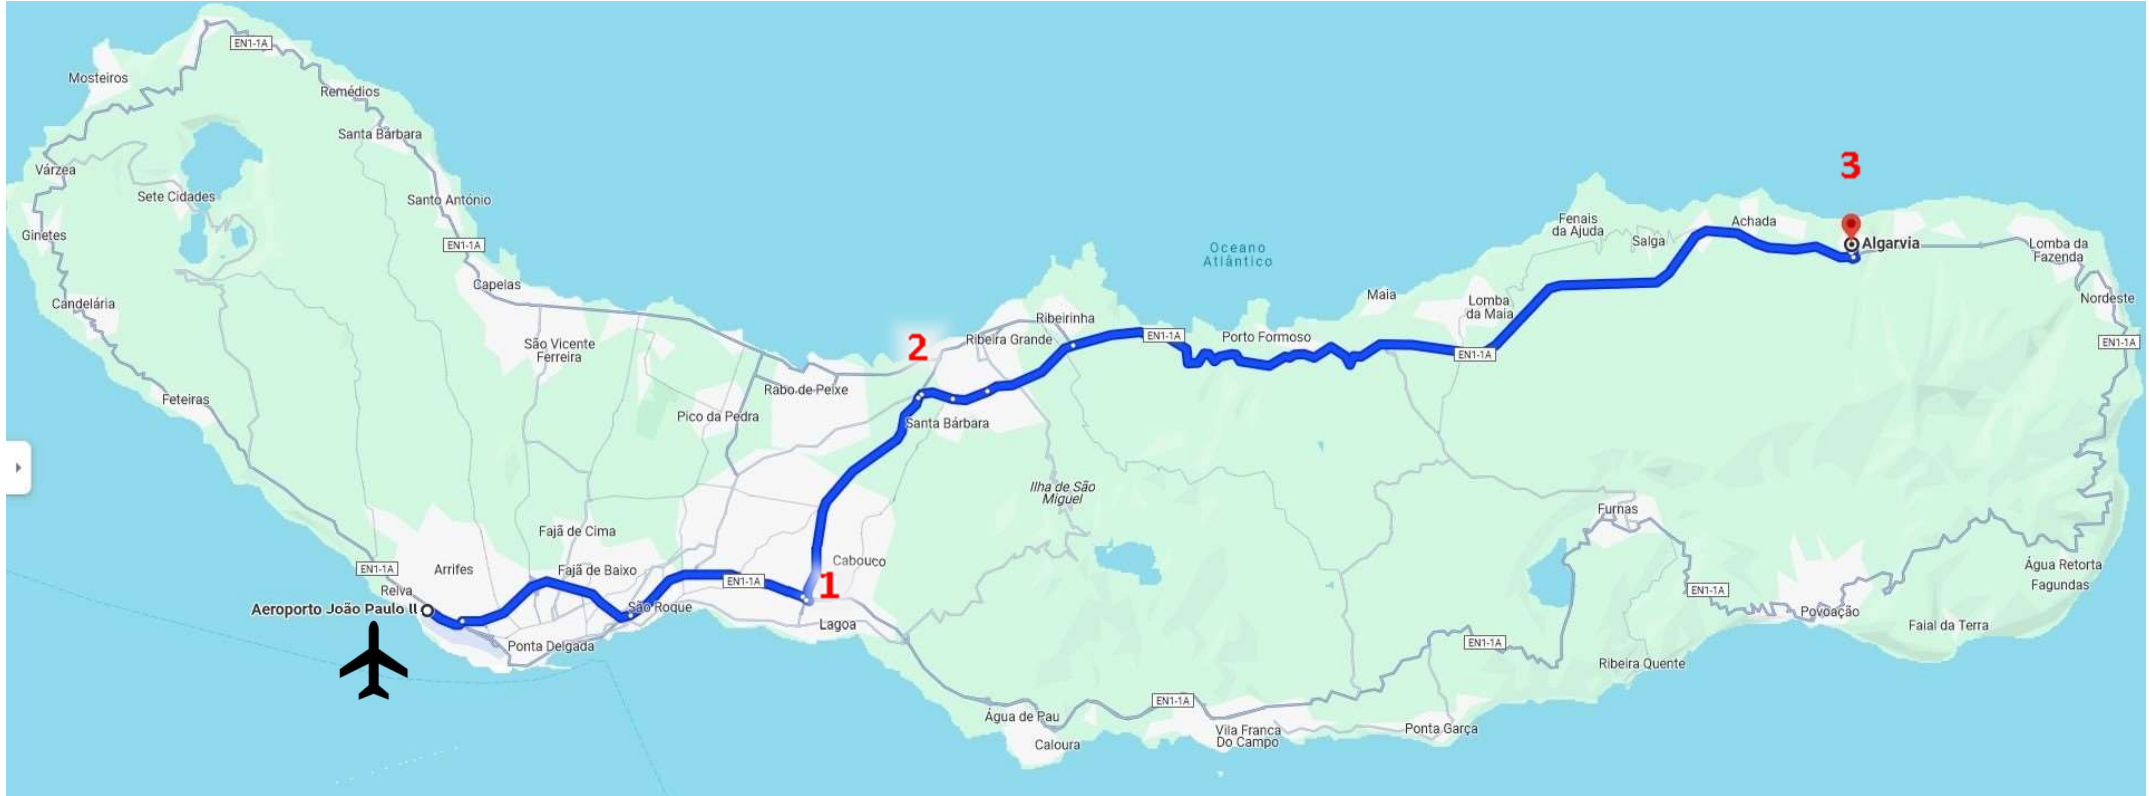 EN1-1A
Mosteiros
Remédios
Santa Bárbara
3
Várzea
Sete Cidades
Santo António
Ginetes
EN1-1A
Oceano
Atlântico
Fenais
da Ajuda
Salga
Achada
Algarvia
Lomba da
Fazenda
Capelas
Candelária
Maia
Lomba
da Maia
Nordeste
São Vicente
Ferreira
2
Ribeirinha
Ribeira Grande
EN1-1A
Porto Formoso
EN1-1A
EN1-1A
Feteiras
Rabo de Peixe
Pico da Pedra
Santa Bárbara
Ilha de São
Miguel
Furnas
Fajã de Cima
EN1-1A
Arrifes
Fajã de Baixo
EN1-1A
Cabouco
1
Relva
Aeroporto João Paulo II
São Roque
Lagoa
Ponta Delgada
EN1-1A
Água Retorta
Fagundas
Povoação
Faial da Terra
EN1-1A
Ribeira Quente
EN1-1A
Água de Pau
Caloura
Vila Franca
Do Campo
Ponta Garça